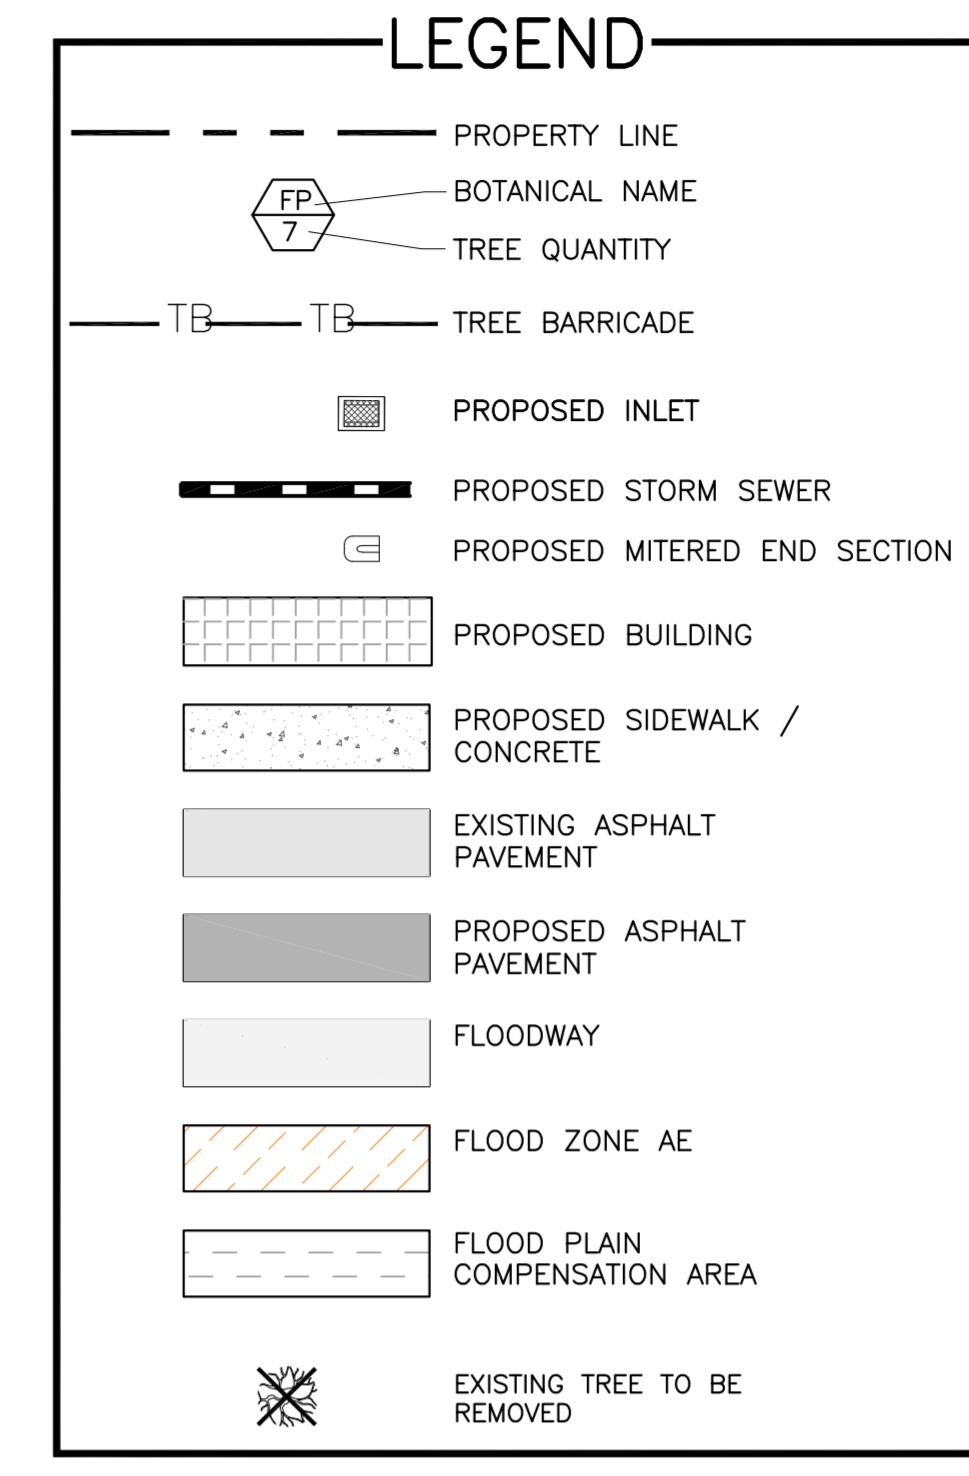 LEGEND
PROPERTY LINE
FP
BOTANICAL NAME
7
TREE QUANTITY
TB TB
TREE BARRICADE
PROPOSED INLET
PROPOSED STORM SEWER
PROPOSED MITERED END SECTION
PROPOSED BUILDING
PROPOSED SIDEWALK /
CONCRETE
EXISTING ASPHALT
PAVEMENT
PROPOSED ASPHALT
PAVEMENT
FLOODWAY
FLOOD ZONE AE
FLOOD PLAIN
COMPENSATION AREA
EXISTING TREE TO BE
REMOVED